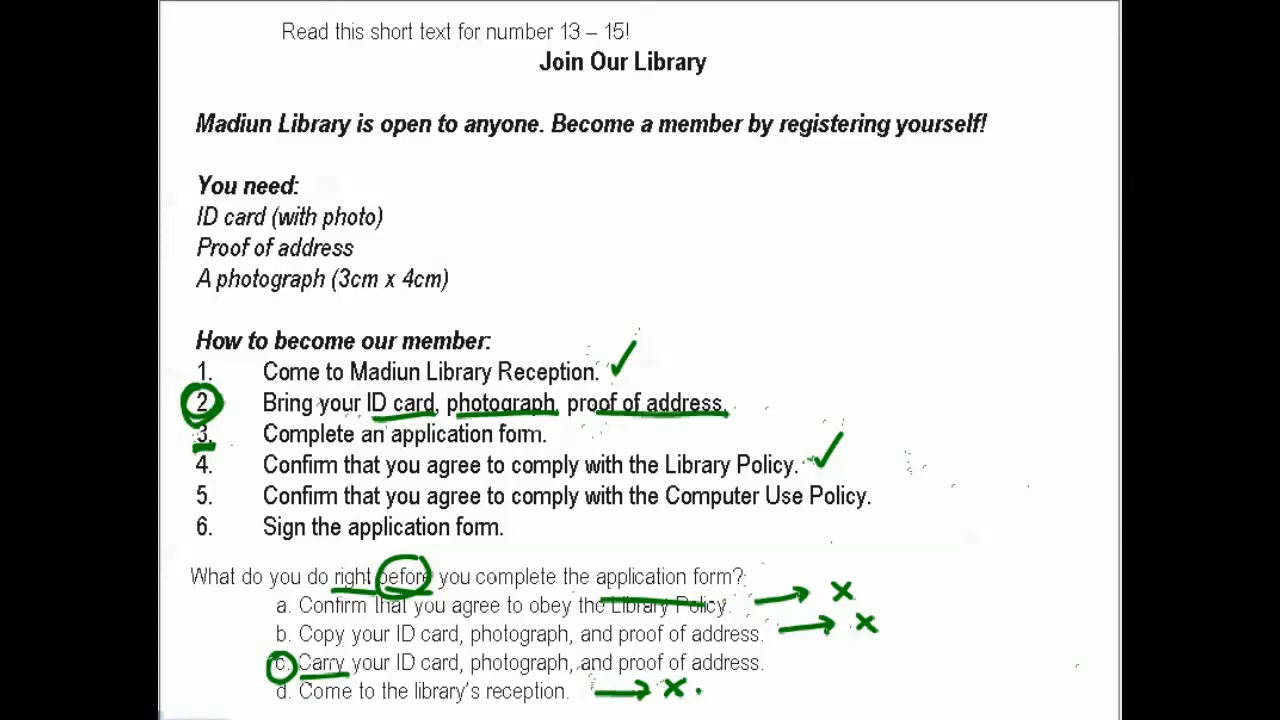 Read this short text for number 13 – 15!
Join Our Library
Madiun Library is open to anyone. Become a member by registering yourself!
You need:
ID card (with photo)
Proof of address
A photograph (3cm x 4cm)
How to become our member:
1. Come to Madiun Library Reception.
2. Bring your ID card, photograph, proof of address.
3. Complete an application form.
4. Confirm that you agree to comply with the Library Policy.
5. Confirm that you agree to comply with the Computer Use Policy.
6. Sign the application form.
What do you do right before you complete the application form?
a. Confirm that you agree to obey the Library Policy.
b. Copy your ID card, photograph, and proof of address.
c. Carry your ID card, photograph, and proof of address.
d. Come to the library's reception.